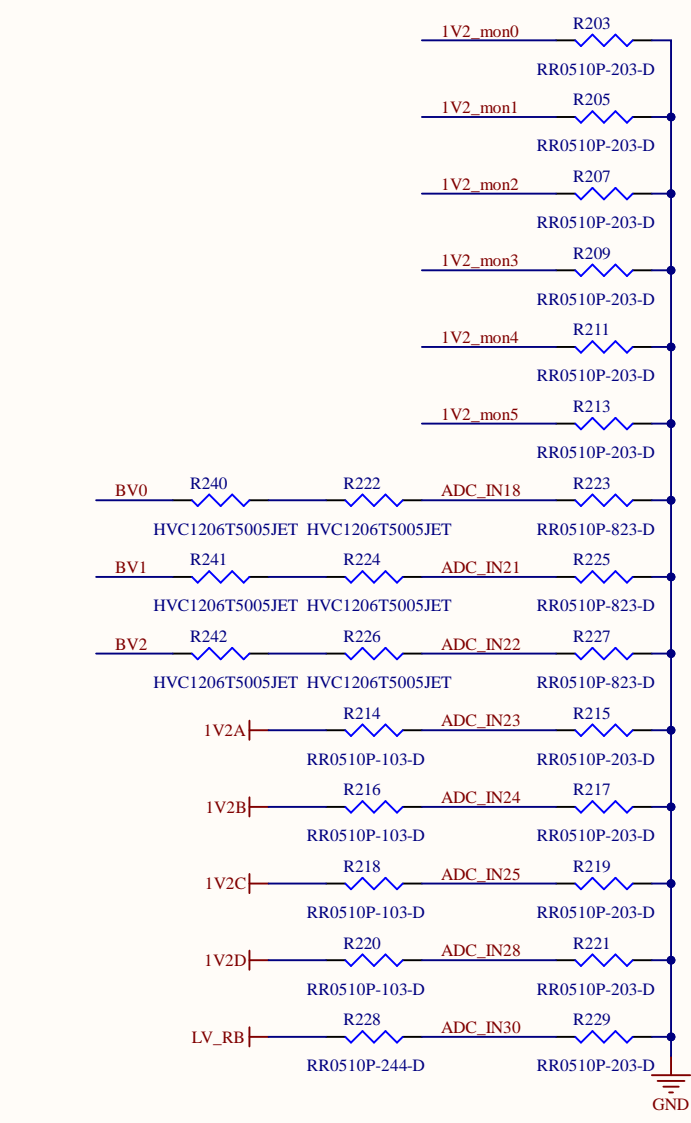 R203
1V2_mon0
RR0510P-203-D
R205
1V2_mon1
RR0510P-203-D
R207
1V2_mon2
RR0510P-203-D
R209
1V2_mon3
RR0510P-203-D
R211
1V2_mon4
RR0510P-203-D
R213
1V2_mon5
RR0510P-203-D
R240 R222 R223
BV0 ADC_IN18
HVC1206T5005JET HVC1206T5005JET RR0510P-823-D
R241 R224 R225
BV1 ADC_IN21
HVC1206T5005JET HVC1206T5005JET RR0510P-823-D
R242 R226 R227
BV2 ADC_IN22
HVC1206T5005JET HVC1206T5005JET RR0510P-823-D
R214 R215
1V2A ADC_IN23
RR0510P-103-D RR0510P-203-D
R216 R217
1V2B ADC_IN24
RR0510P-103-D RR0510P-203-D
R218 R219
1V2C ADC_IN25
RR0510P-103-D RR0510P-203-D
R220 R221
1V2D ADC_IN28
RR0510P-103-D RR0510P-203-D
R228 R229
LV_RB ADC_IN30
RR0510P-244-D RR0510P-203-D
GND